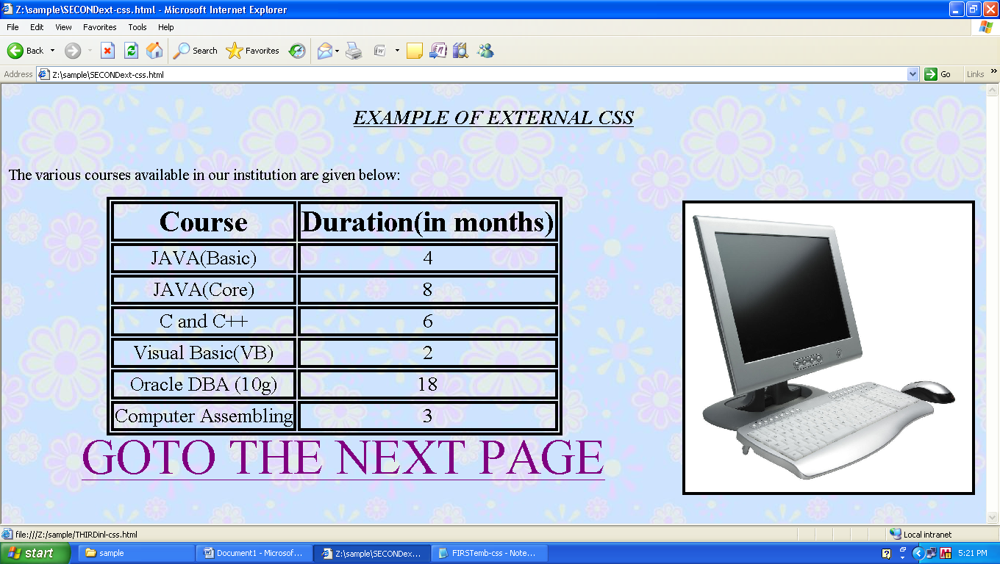 Z:\sample\SECONDext-css.html - Microsoft Internet Explorer
File Edit View Favorites Tools Help
Back Search Favorites
Address Z:\sample\SECONDext-css.html Go Links »
EXAMPLE OF EXTERNAL CSS
The various courses available in our institution are given below:
Course Duration(in months)
JAVA(Basic) 4
JAVA(Core) 8
C and C++ 6
Visual Basic(VB) 2
Oracle DBA (10g) 18
Computer Assembling 3
GOTO THE NEXT PAGE
file:///Z:/sample/THIRDinl-css.html Local intranet
start sample Document1 - Microsof... Z:\sample\SECONDex... FIRSTemb-css - Note... 5:21 PM